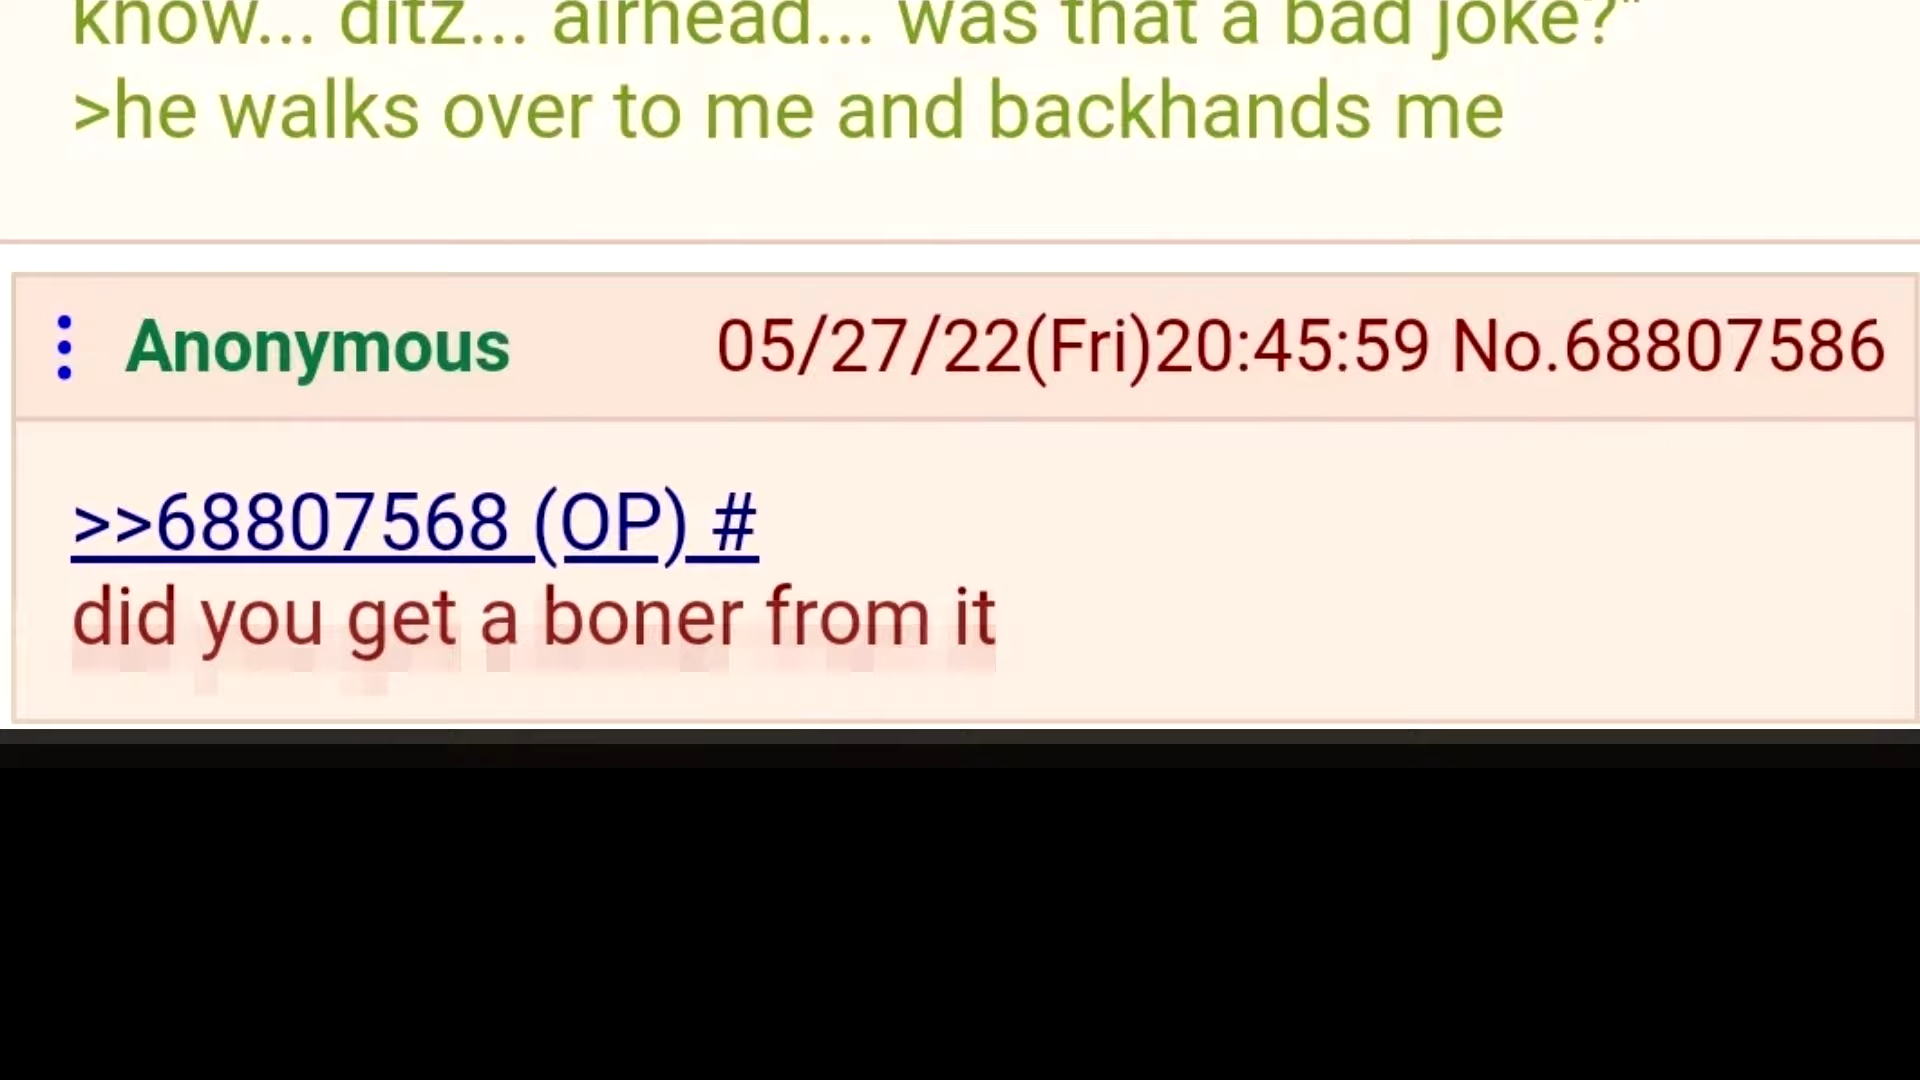 know... ditz... airhead... was that a bad joke?"
>he walks over to me and backhands me
Anonymous 05/27/22(Fri)20:45:59 No.68807586
>>68807568 (OP) #
did you get a boner from it